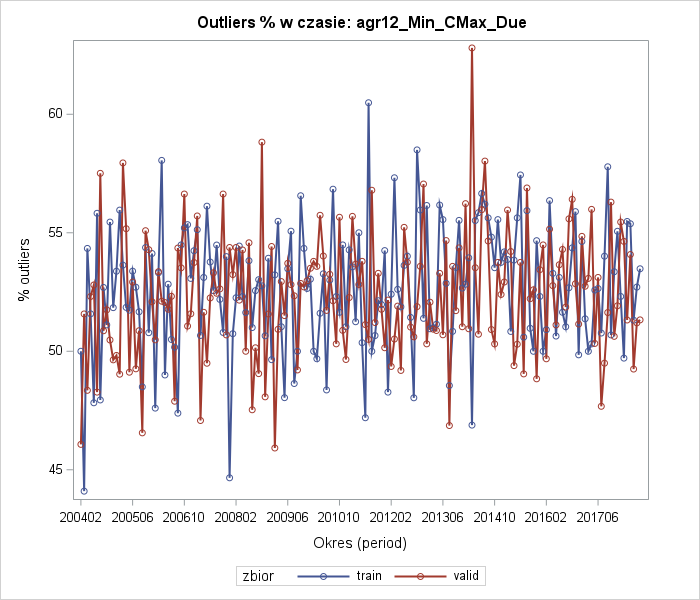 Outliers % w czasie: agr12_Min_CMax_Due
% outliers
60
55
50
45
200402 200506 200610 200802 200906 201010 201202 201306 201410 201602 201706
Okres (period)
zbior train valid